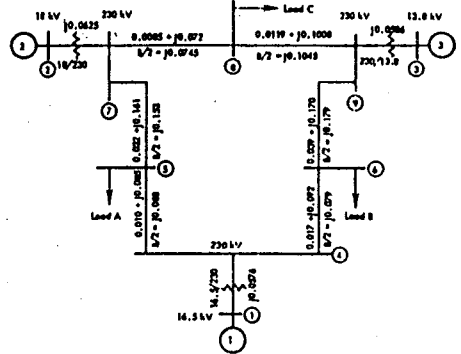 Load C
18 kV
j0.0625
230 kV
0.0085 + j0.072
B/2 = j0.0745
0.0119 + j0.1008
B/2 = j0.1045
230 kV
j0.0586
13.8 kV
2
2
18/230
8
230/13.8
3
3
7
9
0.032 + j0.161
B/2 = j0.153
0.039 + j0.170
B/2 = j0.179
5
6
Load A
0.010 + j0.085
B/2 = j0.088
0.017 + j0.092
B/2 = j0.079
Load B
230 kV
4
16.5/230
j0.0576
16.5 kV
1
1